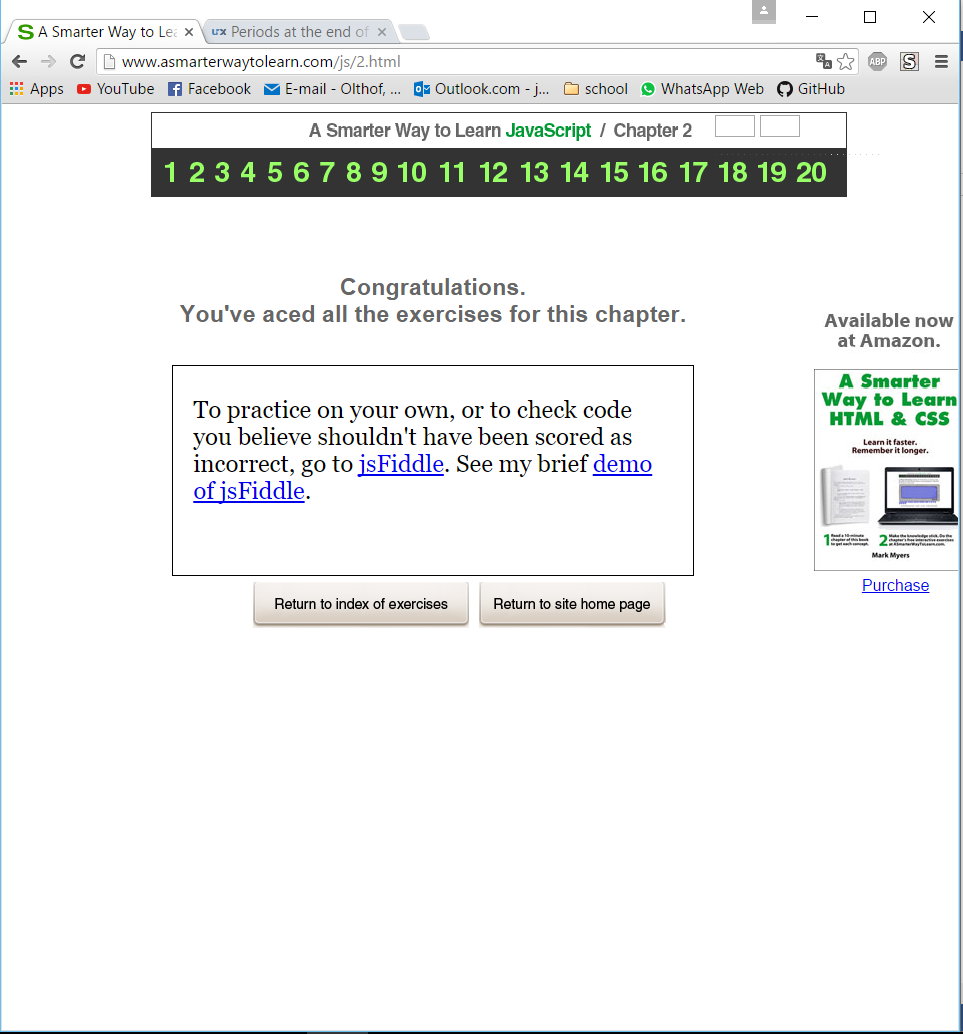 A Smarter Way to Lea
Periods at the end of
www.asmarterwaytolearn.com/js/2.html
ABP
S
Apps YouTube Facebook E-mail - Olthof, ... Outlook.com - j... school WhatsApp Web GitHub
A Smarter Way to Learn JavaScript / Chapter 2
1 2 3 4 5 6 7 8 9 10 11 12 13 14 15 16 17 18 19 20
Congratulations.
You've aced all the exercises for this chapter.
To practice on your own, or to check code
you believe shouldn't have been scored as
incorrect, go to jsFiddle. See my brief demo
of jsFiddle.
Return to index of exercises
Return to site home page
Available now
at Amazon.
A Smarter
Way to Learn
HTML & CSS
Learn it faster.
Remember it longer.
1 Read a 10-minute
chapter of this book
to get each concept.
2 Make the knowledge stick. Do the
chapter's free interactive exercises
at ASmarterWayToLearn.com.
Mark Myers
Purchase